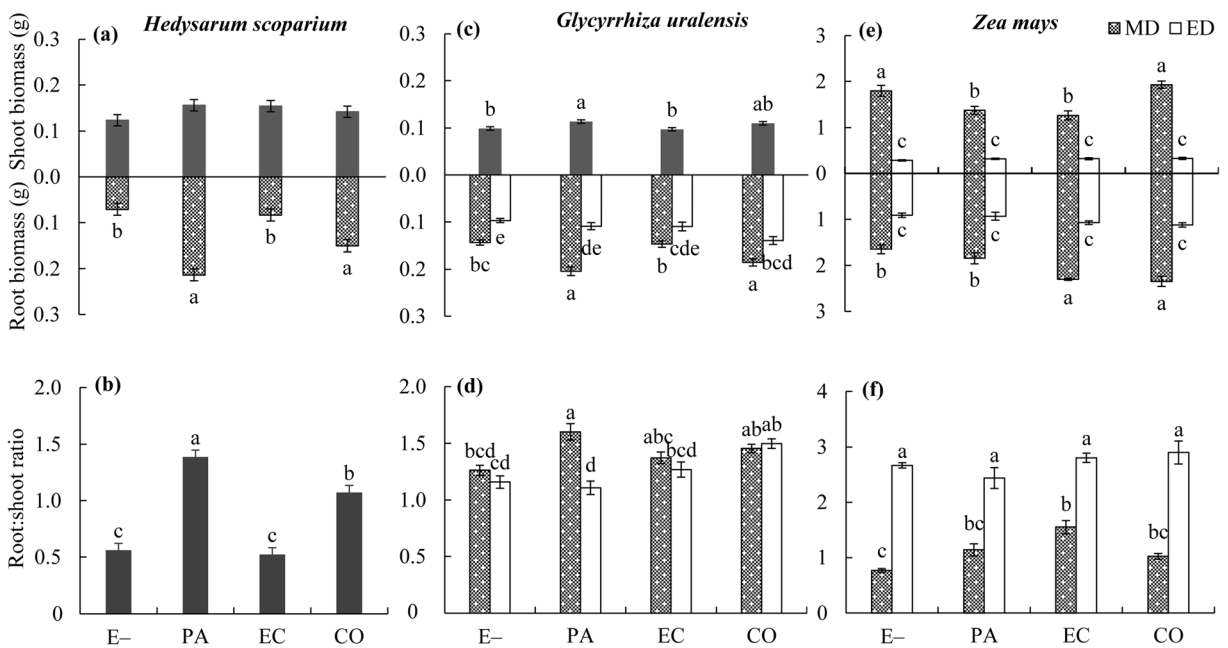 Hedysarum scoparium
Glycyrrhiza uralensis
Zea mays
MD ED
(a)
Shoot biomass (g)
Root biomass (g)
0.3
0.2
0.1
0.0
0.1
0.2
0.3
b
a
b
a
(c)
0.3
0.2
0.1
0.0
0.1
0.2
0.3
b a b ab
bc e a de b cde a bcd
(e)
3
2
1
0
1
2
3
a b b a
c c c c
c c c c
b b a a
(b)
Root:shoot ratio
2.0
1.5
1.0
0.5
0
c a c b
E– PA EC CO
(d)
2.0
1.5
1.0
0.5
0
bcd cd a d abc bcd ab ab
E– PA EC CO
(f)
4
3
2
1
0
c a bc a b a bc a
E– PA EC CO